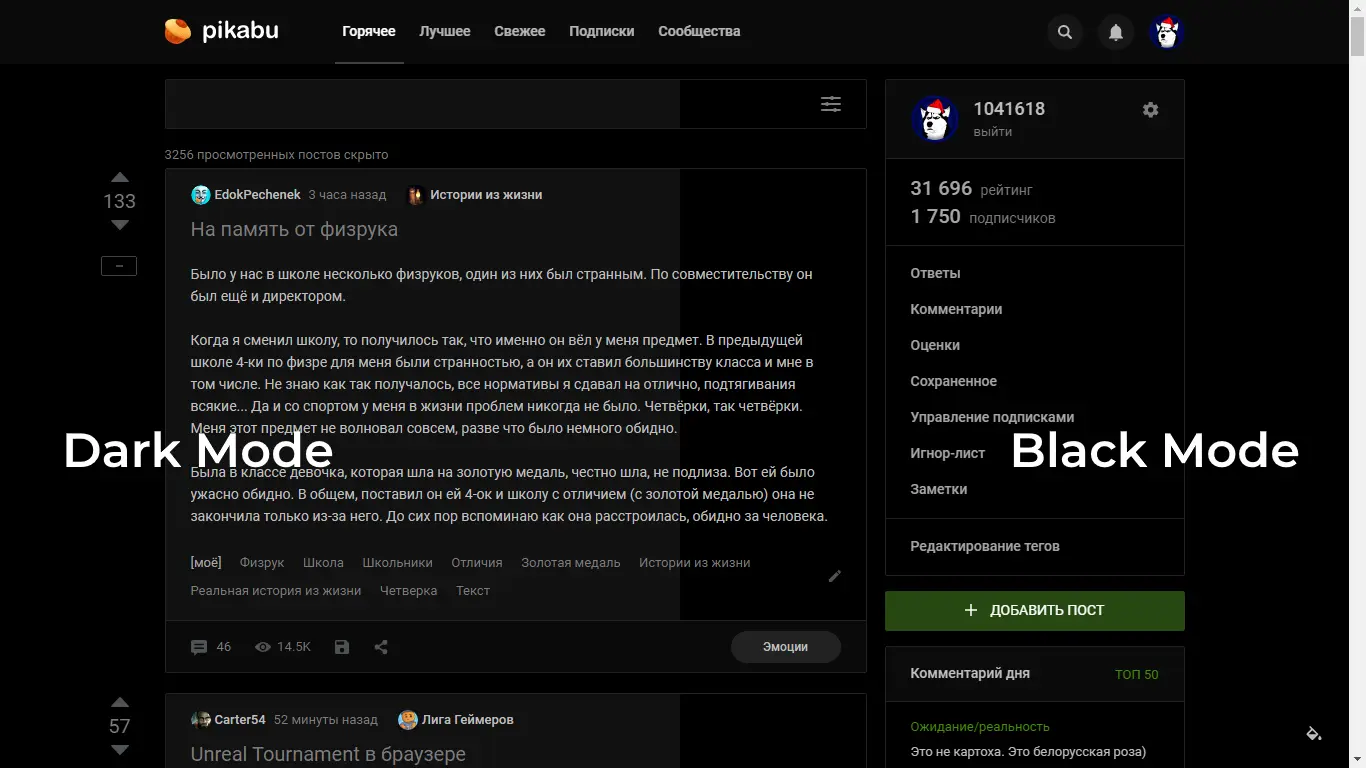 pikabu
Горячее Лучшее Свежее Подписки Сообщества
3256 просмотренных постов скрыто
133
EdokPechenek 3 часа назад Истории из жизни
На память от физрука
Было у нас в школе несколько физруков, один из них был странным. По совместительству он
был ещё и директором.
Когда я сменил школу, то получилось так, что именно он вёл у меня предмет. В предыдущей
школе 4-ки по физре для меня были странностью, а он их ставил большинству класса и мне в
том числе. Не знаю как так получалось, все нормативы я сдавал на отлично, подтягивания
всякие... Да и со спортом у меня в жизни проблем никогда не было. Четвёрки, так четвёрки.
Меня этот предмет не волновал совсем, разве что было немного обидно.
Была в классе девочка, которая шла на золотую медаль, честно шла, не подлиза. Вот ей было
ужасно обидно. В общем, поставил он ей 4-ок и школу с отличием (с золотой медалью) она не
закончила только из-за него. До сих пор вспоминаю как она расстроилась, обидно за человека.
[моё] Физрук Школа Школьники Отличия Золотая медаль Истории из жизни
Реальная история из жизни Четверка Текст
46 14.5K
Эмоции
57
Carter54 52 минуты назад Лига Геймеров
Unreal Tournament в браузере
1041618
выйти
31 696 рейтинг
1 750 подписчиков
Ответы
Комментарии
Оценки
Сохраненное
Управление подписками
Игнор-лист
Заметки
Редактирование тегов
ДОБАВИТЬ ПОСТ
Комментарий дня ТОП 50
Ожидание/реальность
Это не картоха. Это белорусская роза)
Dark Mode
Black Mode